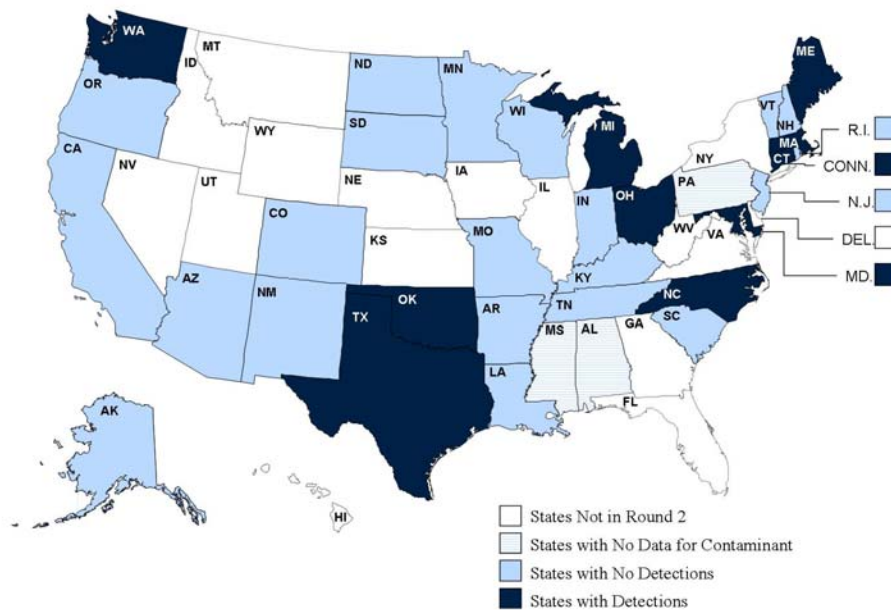 WA
MT
ME
ND
MN
ID
OR
VT
NH
WI
SD
MI
R.I.
MA
WY
CT
CA
NY
CONN.
NV
IA
NE
PA
N.J.
UT
IL
OH
IN
CO
WV
DEL.
VA
KS
MO
KY
MD.
AZ
OK
NC
NM
TN
TX
AR
SC
MS
AL
GA
LA
FL
AK
HI
States Not in Round 2
States with No Data for Contaminant
States with No Detections
States with Detections